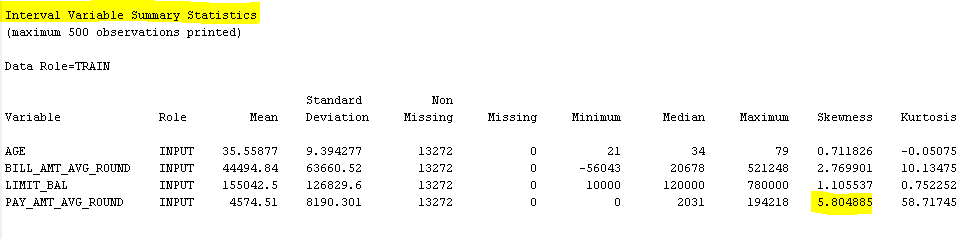 Interval Variable Summary Statistics
(maximum 500 observations printed)
Data Role=TRAIN
Standard Non
Variable Role Mean Deviation Missing Missing Minimum Median Maximum Skewness Kurtosis
AGE INPUT 35.55877 9.394277 13272 0 21 34 79 0.711826 -0.05075
BILL_AMT_AVG_ROUND INPUT 44494.84 63660.52 13272 0 -56043 20678 521248 2.769901 10.13475
LIMIT_BAL INPUT 155042.5 126829.6 13272 0 10000 120000 780000 1.105537 0.752252
PAY_AMT_AVG_ROUND INPUT 4574.51 8190.301 13272 0 0 2031 194218 5.804885 58.71745